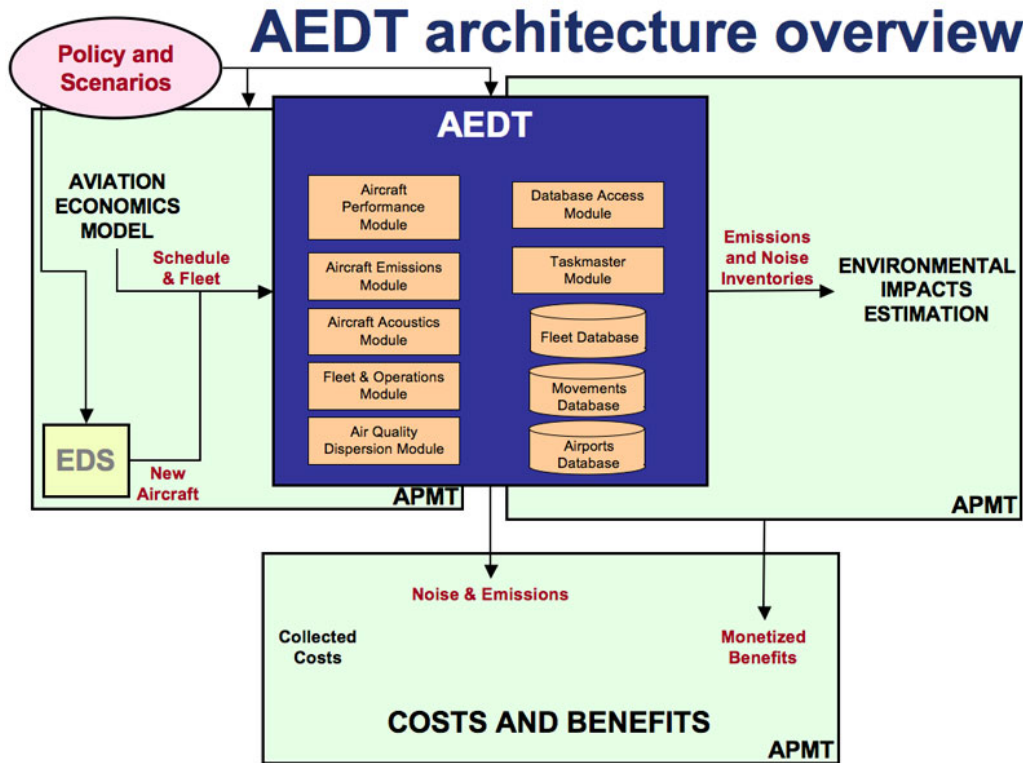 AEDT architecture overview
Policy and
Scenarios
AVIATION
ECONOMICS
MODEL
Schedule
& Fleet
EDS
New
Aircraft
APMT
AEDT
Aircraft
Performance
Module
Aircraft Emissions
Module
Aircraft Acoustics
Module
Fleet & Operations
Module
Air Quality
Dispersion Module
Database Access
Module
Taskmaster
Module
Fleet Database
Movements
Database
Airports
Database
Emissions
and Noise
Inventories
ENVIRONMENTAL
IMPACTS
ESTIMATION
APMT
Noise & Emissions
Collected
Costs
Monetized
Benefits
COSTS AND BENEFITS
APMT